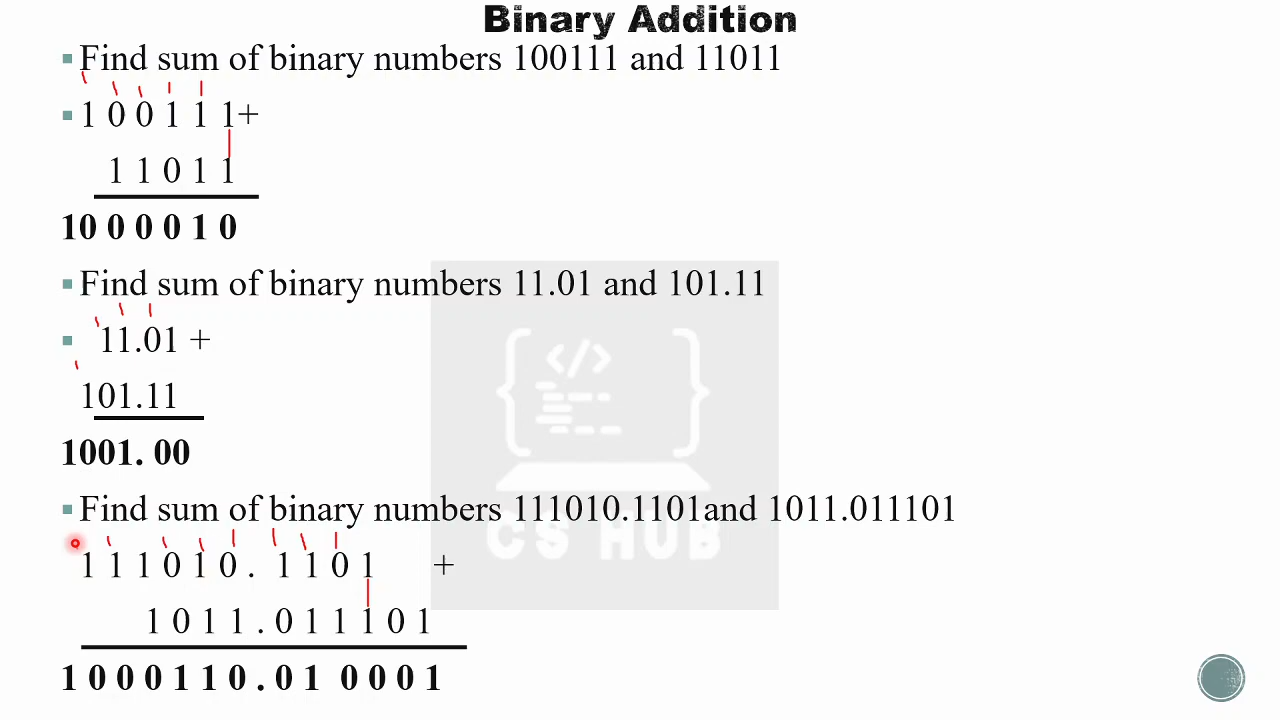 Binary Addition
Find sum of binary numbers 100111 and 11011
1 0 0 1 1 1+
1 1 0 1 1
10 0 0 0 1 0
Find sum of binary numbers 11.01 and 101.11
11.01 +
101.11
1001. 00
Find sum of binary numbers 111010.1101and 1011.011101
1 1 1 0 1 0 . 1 1 0 1 +
1 0 1 1 . 0 1 1 1 0 1
1 0 0 0 1 1 0 . 0 1 0 0 0 1
</>
CS HUB